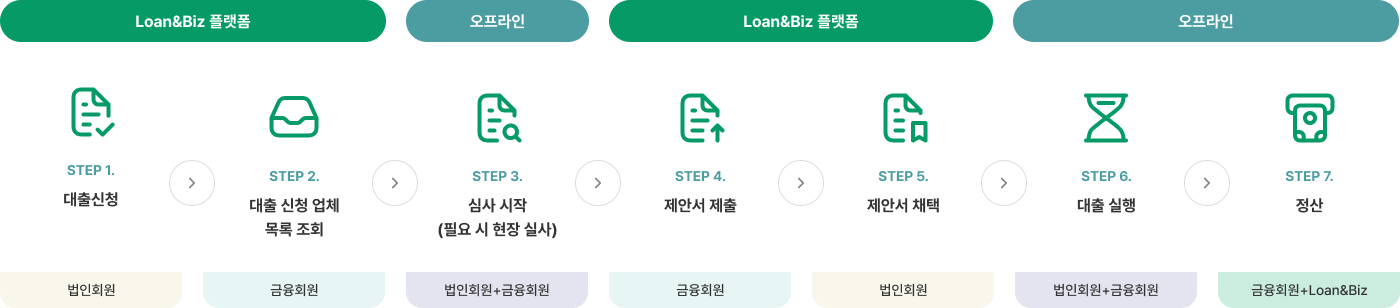 Loan&Biz 플랫폼
오프라인
Loan&Biz 플랫폼
오프라인
STEP 1.
대출신청
STEP 2.
대출 신청 업체
목록 조회
STEP 3.
심사 시작
(필요 시 현장 실사)
STEP 4.
제안서 제출
STEP 5.
제안서 채택
STEP 6.
대출 실행
STEP 7.
정산
법인회원
금융회원
법인회원+금융회원
금융회원
법인회원
법인회원+금융회원
금융회원+Loan&Biz